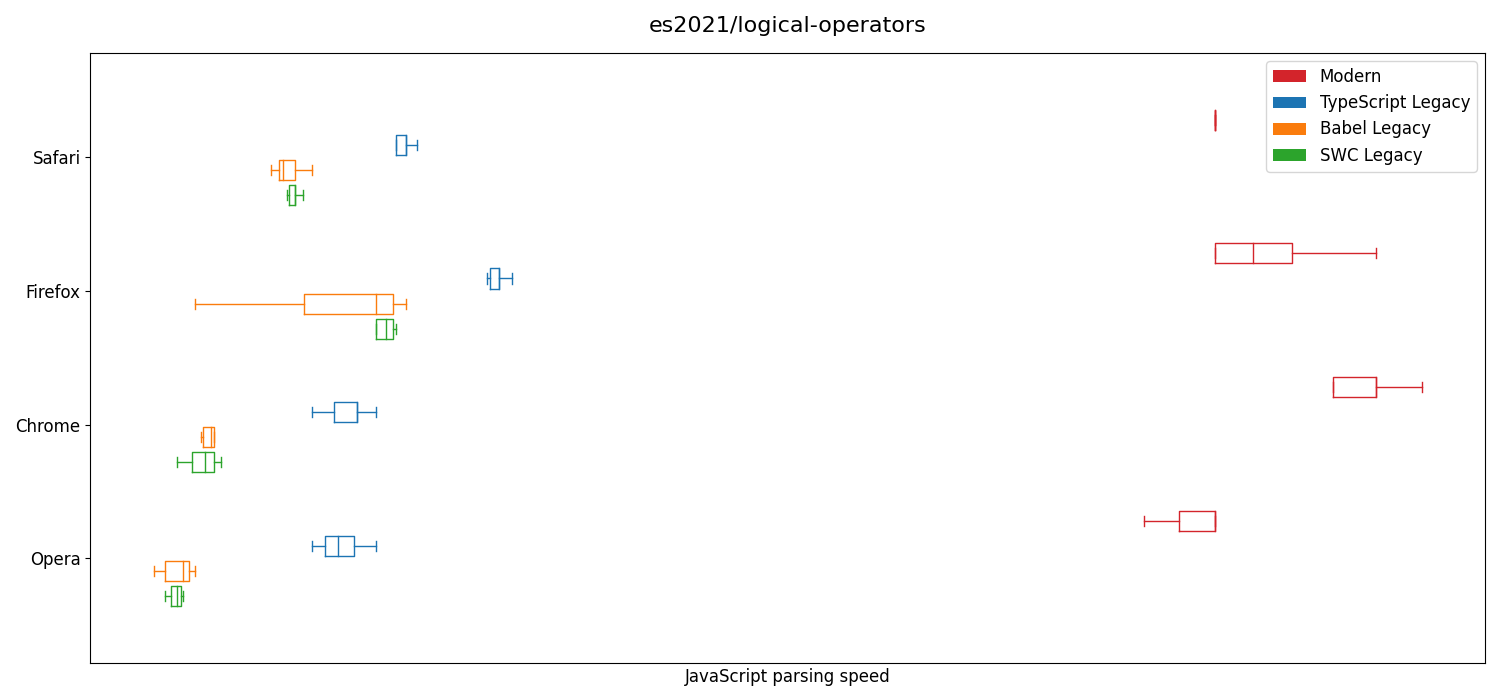 es2021/logical-operators
Modern
TypeScript Legacy
Babel Legacy
SWC Legacy
Safari
Firefox
Chrome
Opera
JavaScript parsing speed